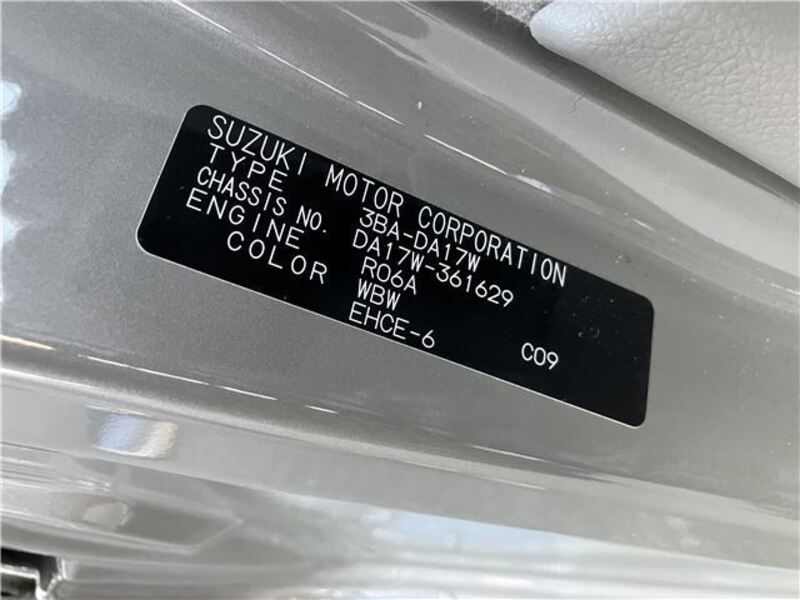 SUZUKI MOTOR CORPORATION
TYPE 3BA-DA17W
CHASSIS NO. DA17W-361629
ENGINE R06A
COLOR WBW
EHCE-6 C09